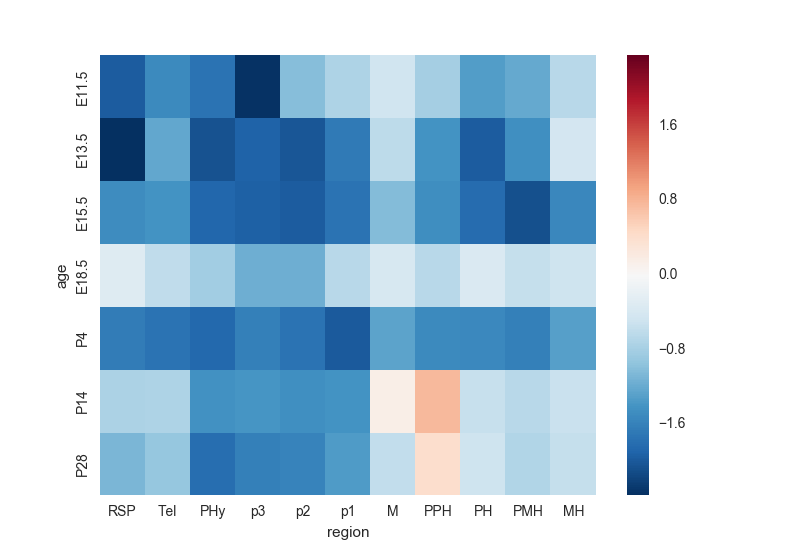 age
E11.5
E13.5
E15.5
E18.5
P4
P14
P28
RSP Tel PHy p3 p2 p1 M PPH PH PMH MH
region
1.6
0.8
0.0
−0.8
−1.6